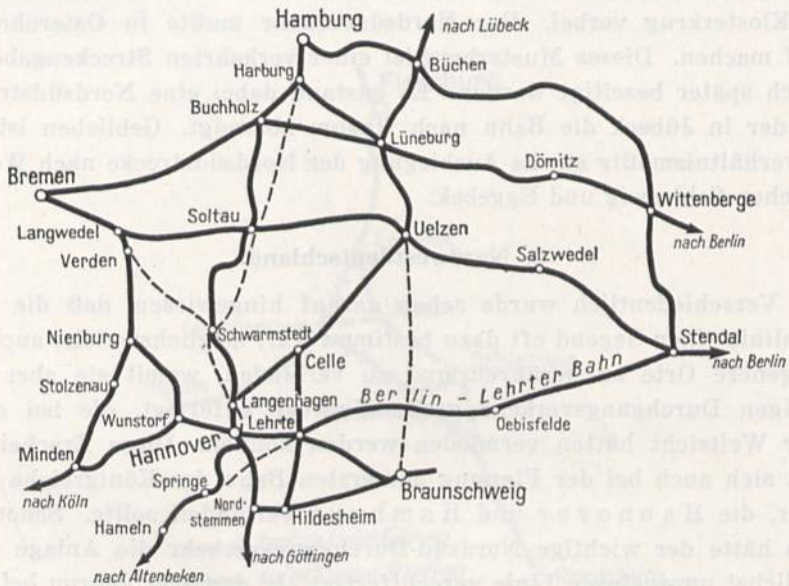 Hamburg
nach Lübeck
Harburg
Büchen
Buchholz
Lüneburg
Bremen
Dömitz
Wittenberge
nach Berlin
Langwedel
Soltau
Uelzen
Verden
Salzwedel
Nienburg
Schwarmstedt
Celle
Stendal
nach Berlin
Stolzenau
Langenhagen
Berlin - Lehrter Bahn
Wunstorf
Hannover
Lehrte
Oebisfelde
Minden
nach Köln
Springe
Braunschweig
Nord-
stemmen
Hildesheim
Hameln
nach Altenbeken
nach Göttingen